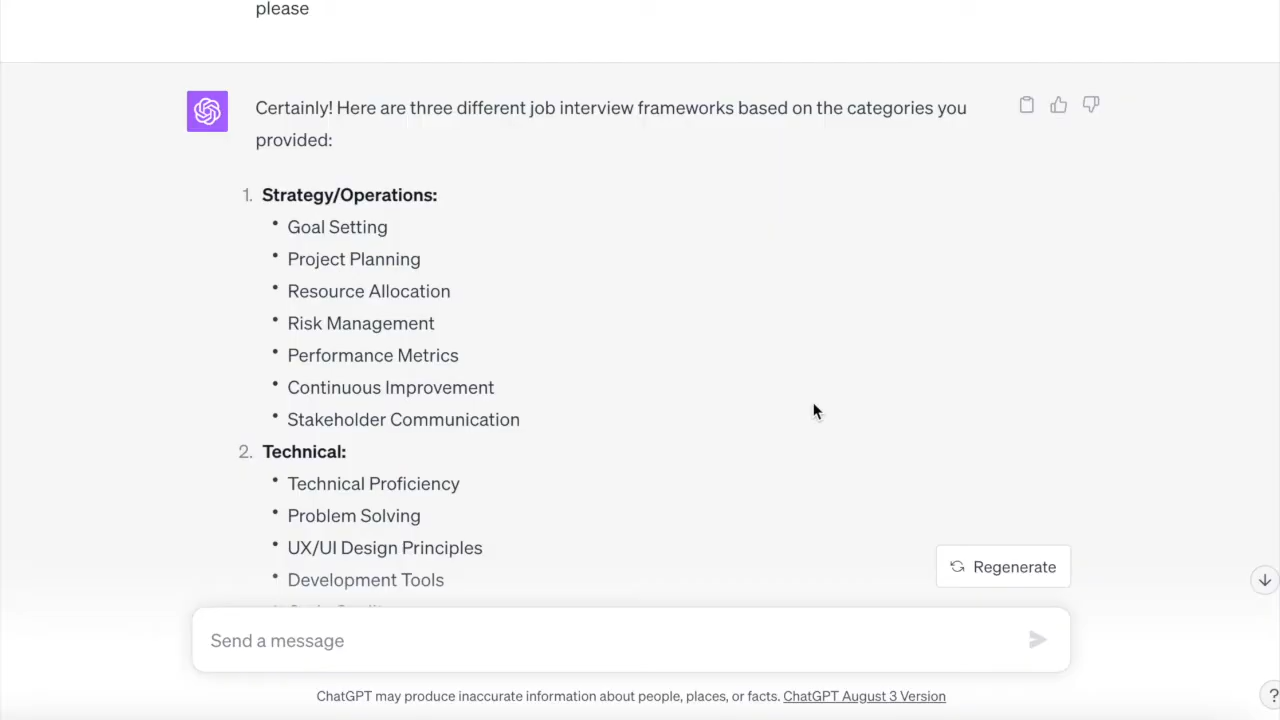 please
Certainly! Here are three different job interview frameworks based on the categories you
provided:
1. Strategy/Operations:
• Goal Setting
• Project Planning
• Resource Allocation
• Risk Management
• Performance Metrics
• Continuous Improvement
• Stakeholder Communication
2. Technical:
• Technical Proficiency
• Problem Solving
• UX/UI Design Principles
• Development Tools
Regenerate
Send a message
ChatGPT may produce inaccurate information about people, places, or facts. ChatGPT August 3 Version
?